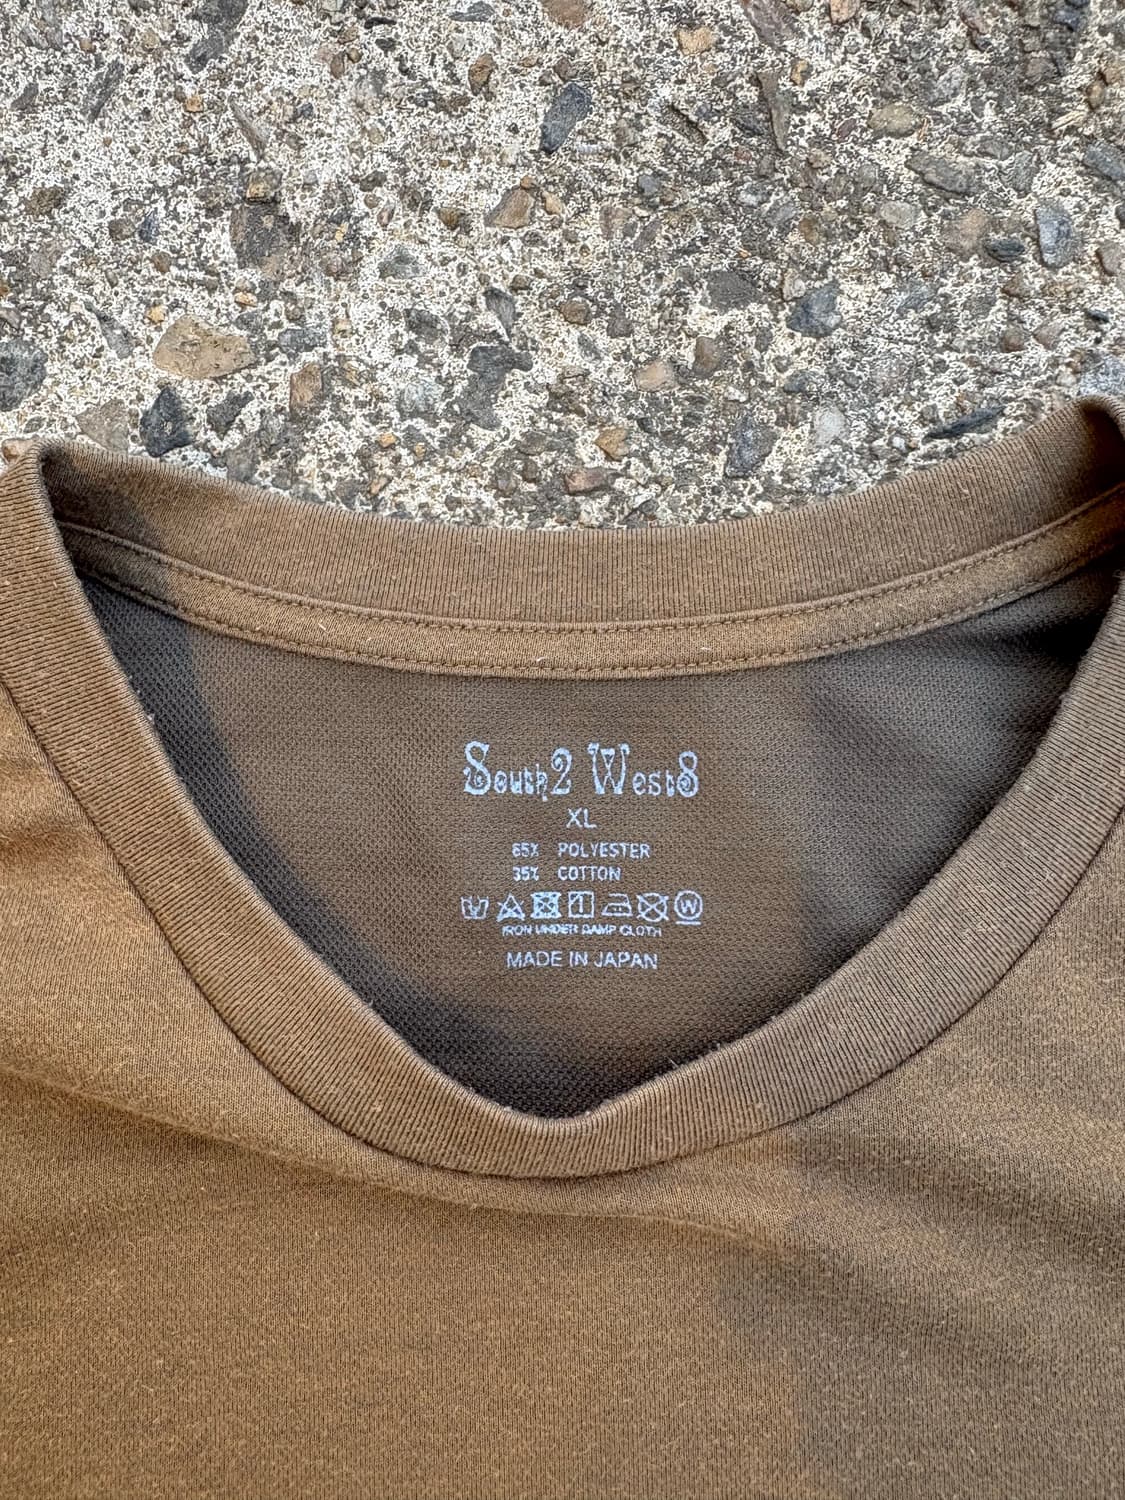 South2 West8
XL
65% POLYESTER
35% COTTON
W
IRON UNDER DAMP CLOTH
MADE IN JAPAN